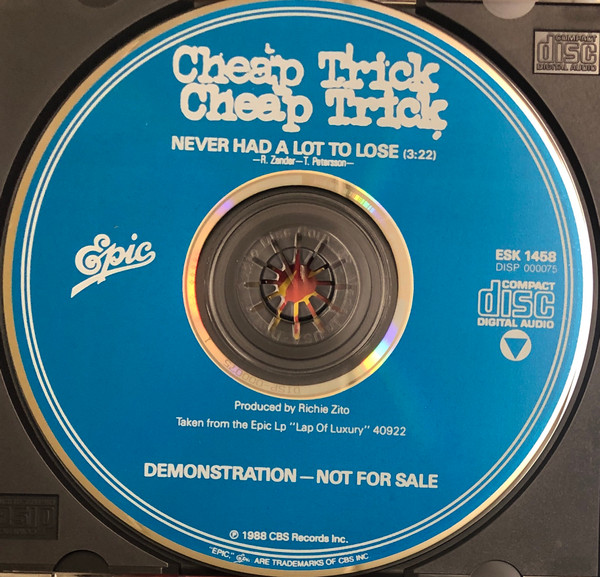 COMPACT
disc
DIGITAL AUDIO
Cheap Trick
Cheap Trick
NEVER HAD A LOT TO LOSE (3:22)
—R. Zander—T. Petersson—
Epic
ESK 1458
DISP 000075
COMPACT
disc
DIGITAL AUDIO
Produced by Richie Zito
Taken from the Epic Lp "Lap Of Luxury" 40922
DEMONSTRATION — NOT FOR SALE
℗ 1988 CBS Records Inc.
"EPIC," Epic ARE TRADEMARKS OF CBS INC